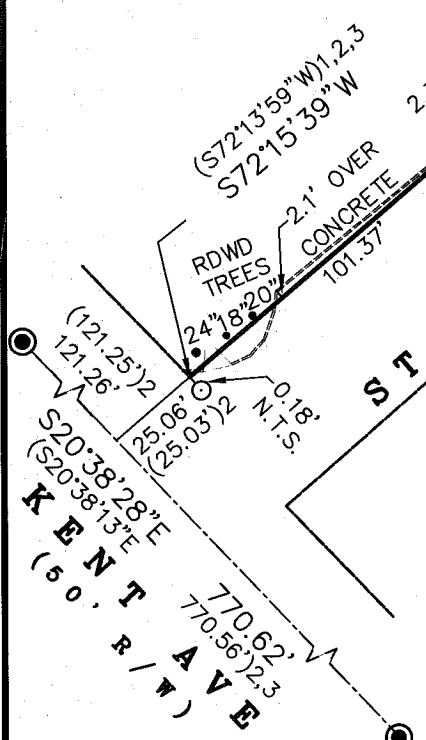 (S72°13'59"W)1,2,3
S72°15'39"W
2.
2.1' OVER
CONCRETE
101.37'
RDWD
TREES
24"
18"
20"
(121.25')2
121.26'
0.18'
N.T.S.
25.06'
(25.03')2
ST
S20°38'28"E
(S20°38'13"E
KENT AVE
(50' R/W)
770.62'
770.56')2,3